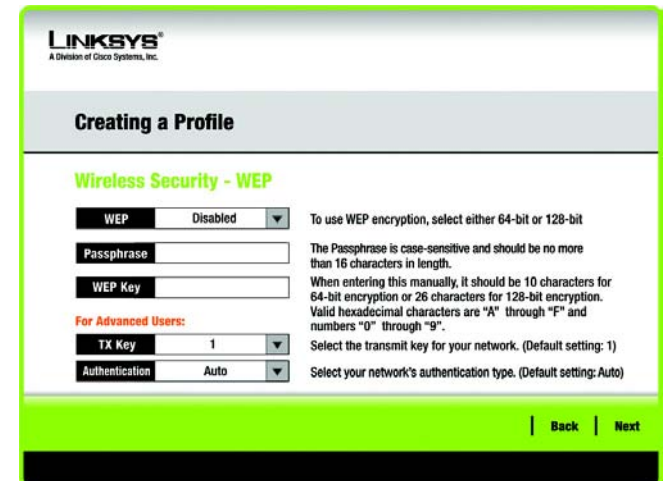 LINKSYS®
A Division of Cisco Systems, Inc.
Creating a Profile
Wireless Security - WEP
WEP Disabled To use WEP encryption, select either 64-bit or 128-bit
Passphrase The Passphrase is case-sensitive and should be no more
than 16 characters in length.
WEP Key When entering this manually, it should be 10 characters for
64-bit encryption or 26 characters for 128-bit encryption.
Valid hexadecimal characters are “A” through “F” and
numbers “0” through “9”.
For Advanced Users:
TX Key 1 Select the transmit key for your network. (Default setting: 1)
Authentication Auto Select your network's authentication type. (Default setting: Auto)
Back Next